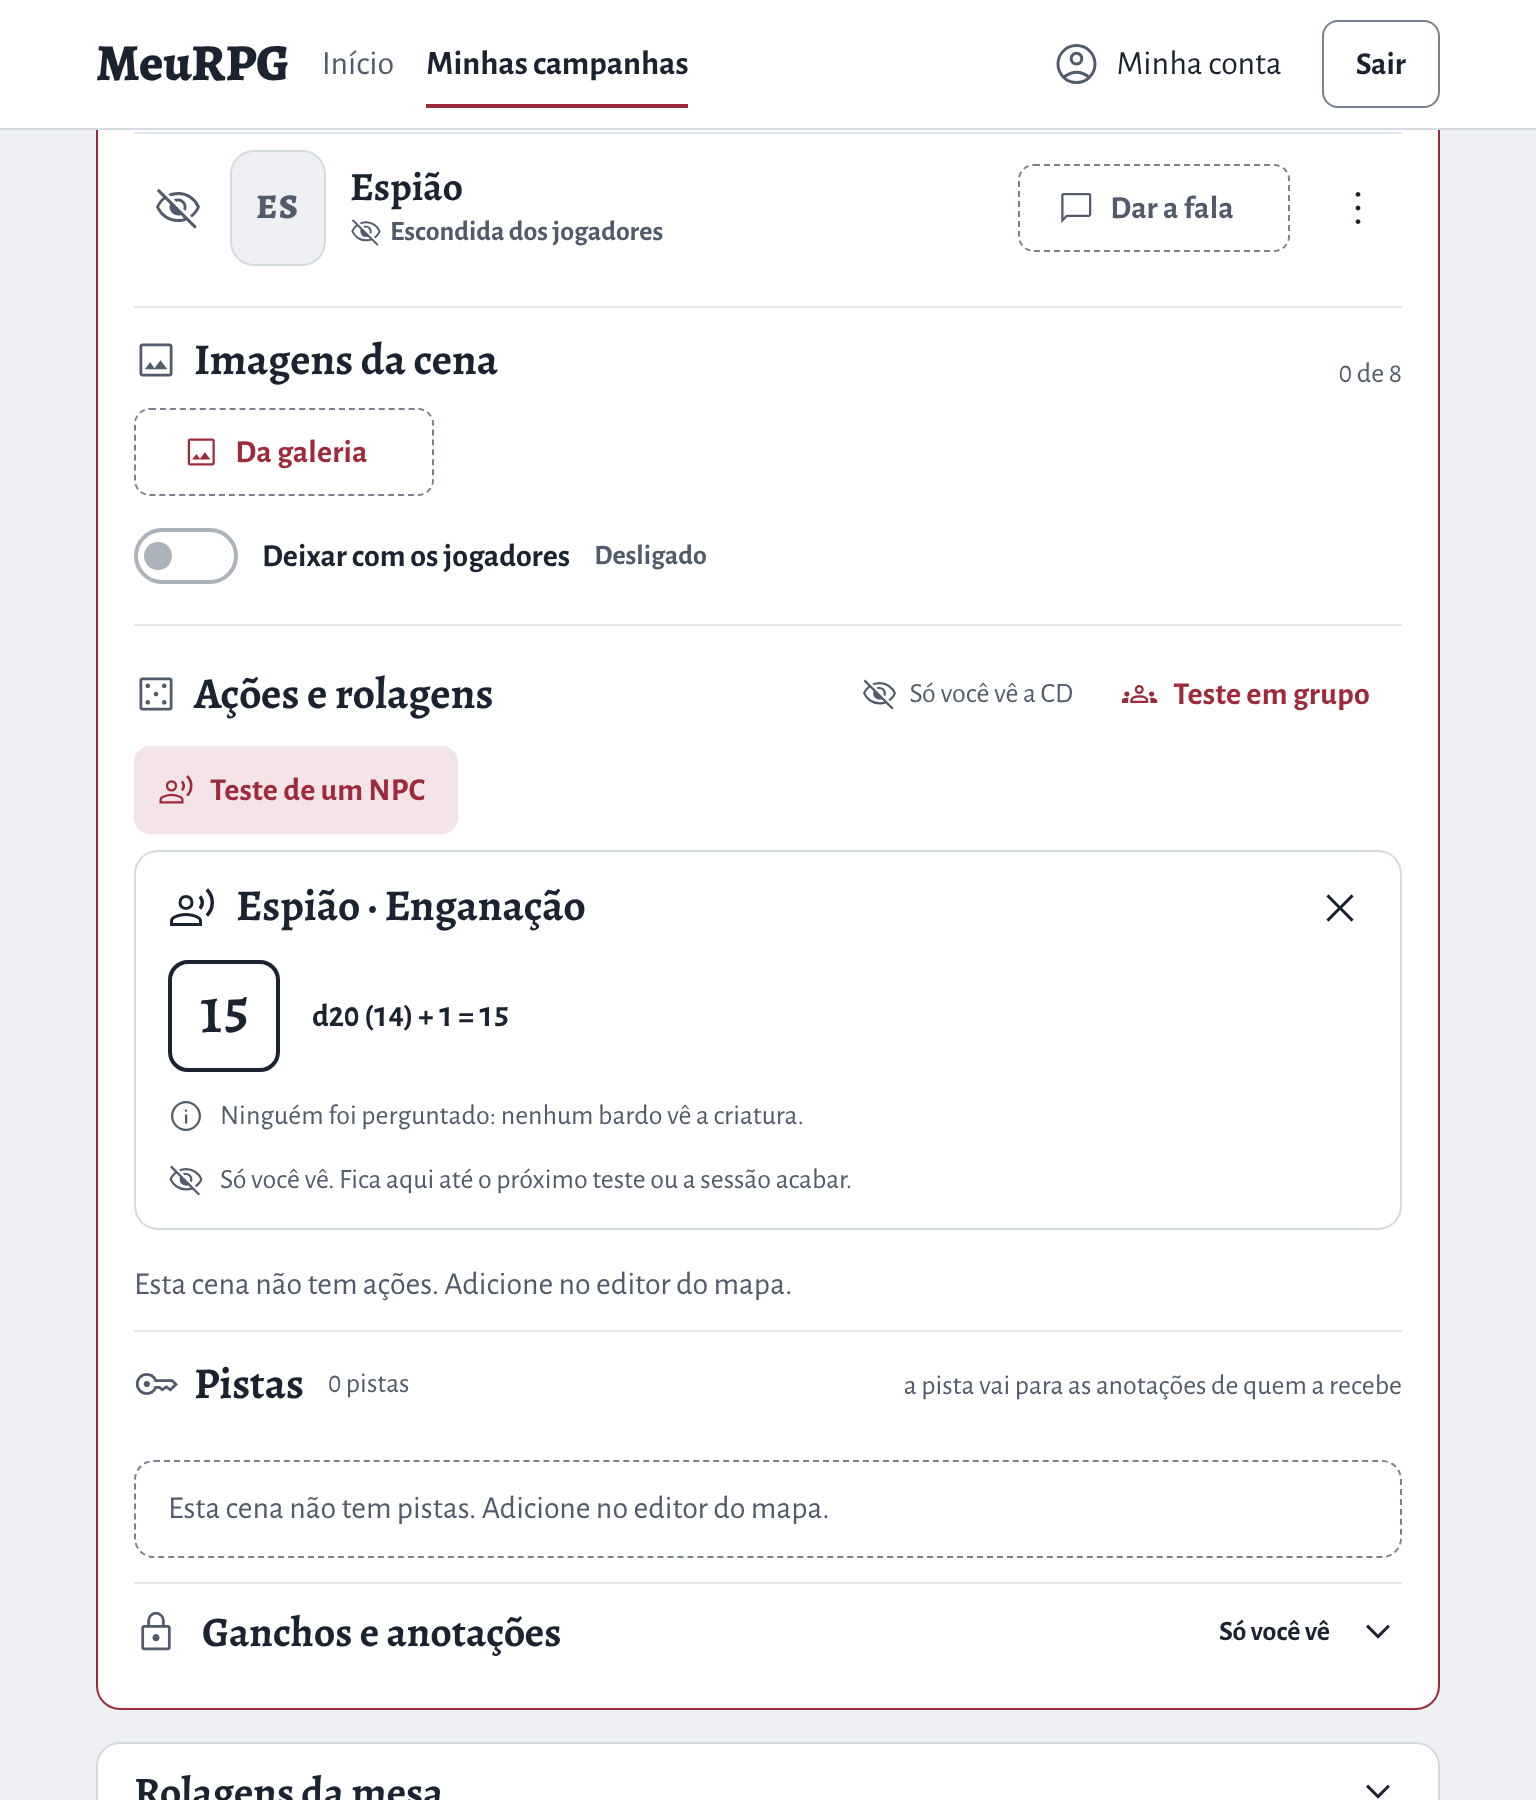 MeuRPG Início Minhas campanhas Minha conta Sair
ES Espião Dar a fala
Escondida dos jogadores
Imagens da cena 0 de 8
Da galeria
Deixar com os jogadores Desligado
Ações e rolagens Só você vê a CD Teste em grupo
Teste de um NPC
Espião · Enganação
15 d20 (14) + 1 = 15
Ninguém foi perguntado: nenhum bardo vê a criatura.
Só você vê. Fica aqui até o próximo teste ou a sessão acabar.
Esta cena não tem ações. Adicione no editor do mapa.
Pistas 0 pistas a pista vai para as anotações de quem a recebe
Esta cena não tem pistas. Adicione no editor do mapa.
Ganchos e anotações Só você vê
Rolagens da mesa